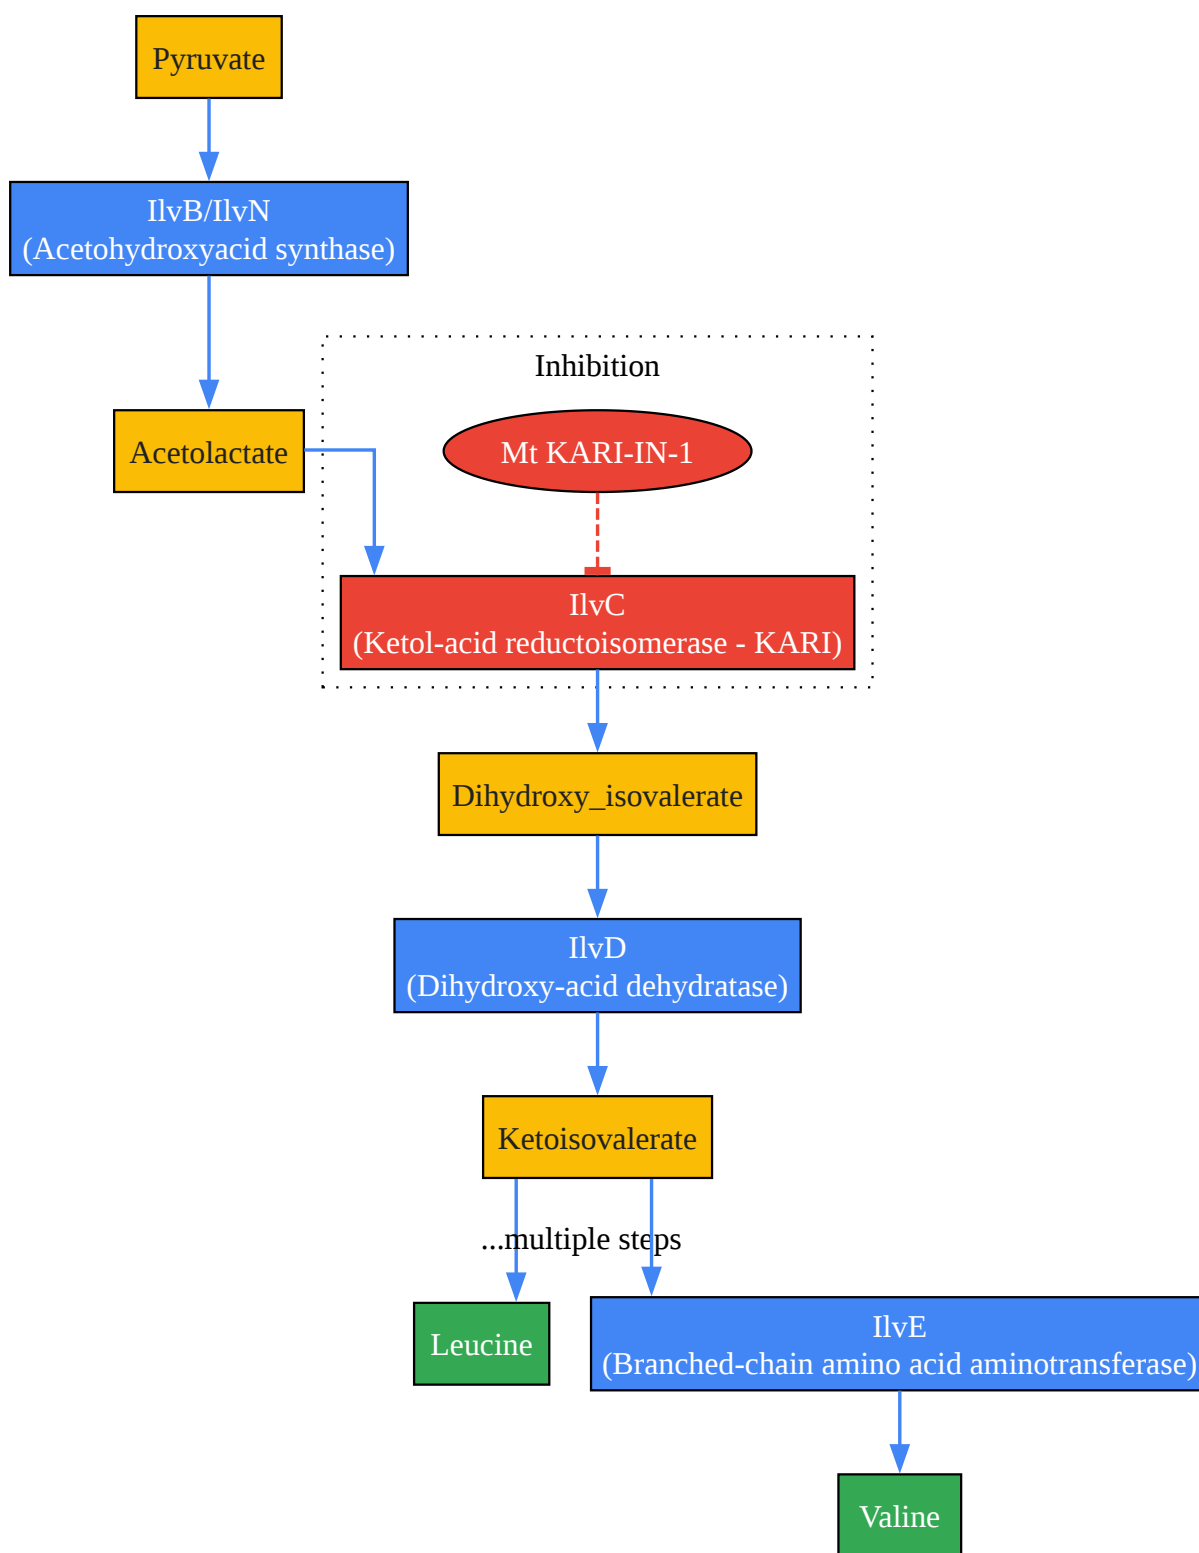 Pyruvate
IlvB/IlvN
(Acetohydroxyacid synthase)
Inhibition
Acetolactate
Mt KARI-IN-1
IlvC
(Ketol-acid reductoisomerase - KARI)
Dihydroxy_isovalerate
IlvD
(Dihydroxy-acid dehydratase)
Ketoisovalerate
...multiple steps
Leucine
IlvE
(Branched-chain amino acid aminotransferase)
Valine